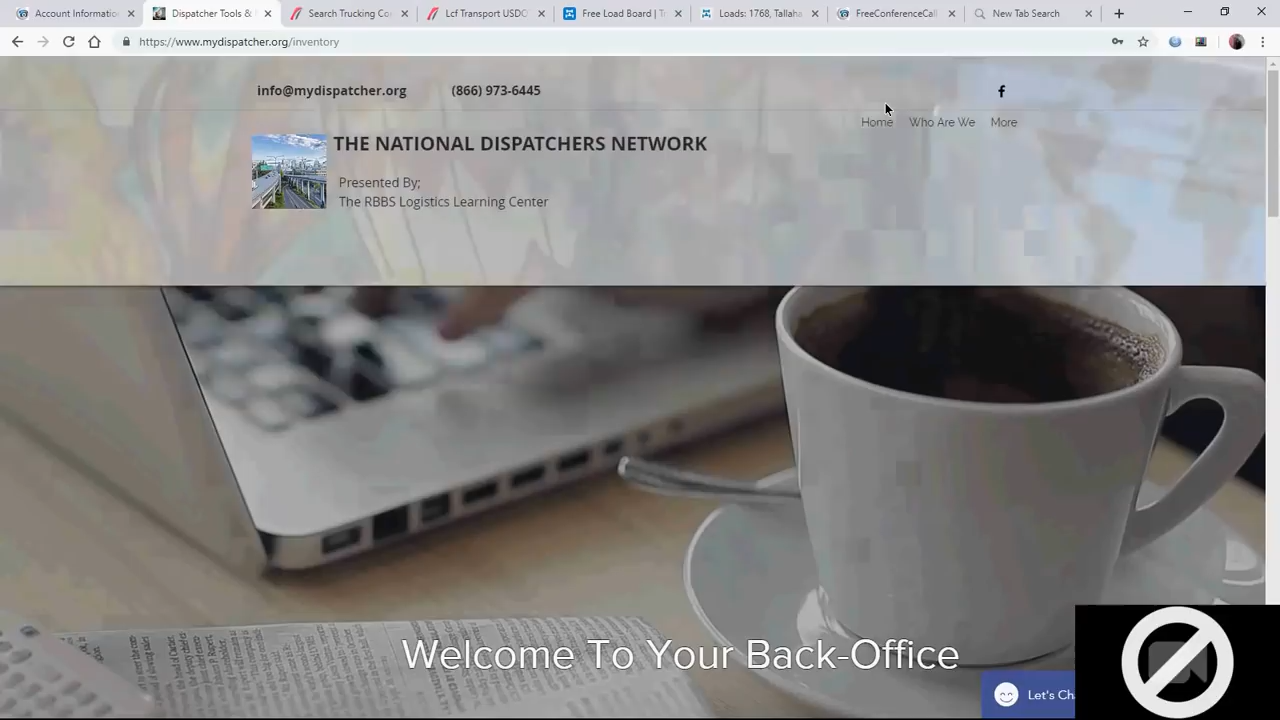 Account Informatio
Dispatcher Tools &
Search Trucking Co
Lcf Transport USDO
Free Load Board | T
Loads: 1768, Tallaha
FreeConferenceCall
New Tab Search
https://www.mydispatcher.org/inventory
info@mydispatcher.org
(866) 973-6445
Home
Who Are We
More
THE NATIONAL DISPATCHERS NETWORK
Presented By;
The RBBS Logistics Learning Center
Welcome To Your Back-Office
Let's Ch